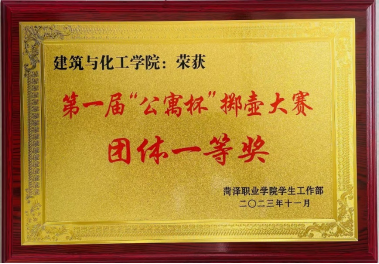 建筑与化工学院：荣获
第一届“公寓杯”掷壶大赛
团体一等奖
菏泽职业学院学生工作部
二〇二三年十一月